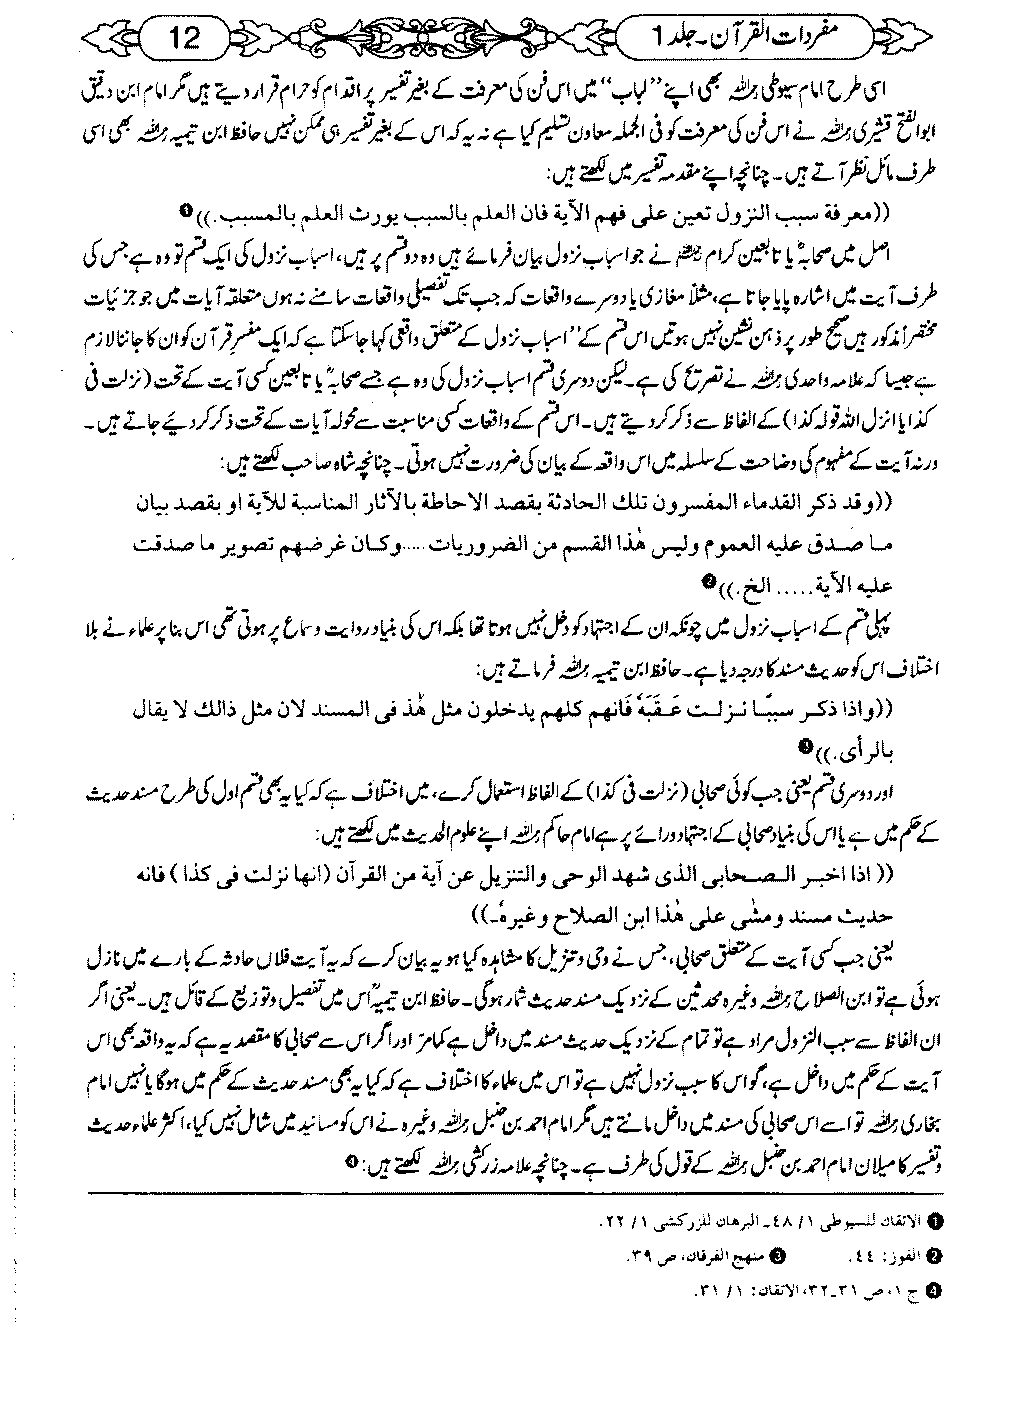 مفردات القرآن ۔ جلد 1
12
اسی طرح امام سیوطی رحمہ اللہ بھی اپنے ”لباب“ میں اس فن کی معرفت کے بغیر تفسیر پر اقدام کو حرام قرار دیتے ہیں مگر امام ابن دقیق
ابوالفتح قشیری رحمہ اللہ نے اس فن کی معرفت کو فی الجملہ معاون تسلیم کیا ہے نہ یہ کہ اس کے بغیر تفسیر ہی ممکن نہیں حافظ ابن تیمیہ رحمہ اللہ بھی اسی
طرف مائل نظر آتے ہیں۔ چنانچہ اپنے مقدمہ تفسیر میں لکھتے ہیں:
((معرفة سبب النزول تعين على فهم الآية فان العلم بالسبب يورث العلم بالمسبب.))❶
اصل میں صحابہؓ یا تابعین کرام نے جو اسباب نزول بیان فرمائے ہیں وہ دو قسم پر ہیں، اسباب نزول کی ایک قسم تو وہ ہے جس کی
طرف آیت میں اشارہ پایا جاتا ہے، مثلاً مغازی یا دوسرے واقعات کہ جب تک تفصیلی واقعات سامنے نہ ہوں متعلقہ آیات میں جو جزئیات
مختصراً مذکور ہیں صحیح طور پر ذہن نشین نہیں ہوتیں اس قسم کے ”اسباب نزول کے متعلق واقعی کہا جاسکتا ہے کہ ایک مفسرِ قرآن کو ان کا جاننا لازم
ہے جیسا کہ علامہ واحدی رحمہ اللہ نے تصریح کی ہے۔ لیکن دوسری قسم اسباب نزول کی وہ ہے جسے صحابہؓ یا تابعین کسی آیت کے تحت (نزلت فی
کذا یا انزل اللہ قولہ کذا) کے الفاظ سے ذکر کر دیتے ہیں۔ اس قسم کے واقعات کسی مناسبت سے محولہ آیات کے تحت ذکر کر دیے جاتے ہیں۔
ورنہ آیت کے مفہوم کی وضاحت کے سلسلہ میں اس واقعہ کے بیان کی ضرورت نہیں ہوتی۔ چنانچہ شاہ صاحب لکھتے ہیں:
((وقد ذكر القدماء المفسرون تلك الحادثة بقصد الاحاطة بالآثار المناسبة للآية او بقصد بيان
ما صدق عليه العموم وليس هٰذا القسم من الضروريات.....وكان غرضهم تصوير ما صدقت
عليه الآية..... الخ.))❷
پہلی قسم کے اسباب نزول میں چونکہ ان کے اجتہاد کو دخل نہیں ہوتا تھا بلکہ اس کی بنیاد روایت و سماع پر ہوتی تھی اس بنا پر علماء نے بلا
اختلاف اس کو حدیث مسند کا درجہ دیا ہے۔ حافظ ابن تیمیہ رحمہ اللہ فرماتے ہیں:
((واذا ذكر سببًا نزلت عَقبَهٗ فَانهم كلهم يدخلون مثل هٰذ فى المسند لان مثل ذالك لا يقال
بالرأى.))❸
اور دوسری قسم یعنی جب کوئی صحابی (نزلت فی کذا) کے الفاظ استعمال کرے، میں اختلاف ہے کہ کیا یہ بھی قسم اول کی طرح مسند حدیث
کے حکم میں ہے یا اس کی بنیاد صحابی کے اجتہاد و رائے پر ہے امام حاکم رحمہ اللہ اپنے علوم الحدیث میں لکھتے ہیں:
((اذا اخبر الصحابى الذى شهد الوحى والتنزيل عن آية من القرآن (انها نزلت فى كذا) فانه
حديث مسند ومشٰى على هٰذا ابن الصلاح وغيرهٗ۔))
یعنی جب کسی آیت کے متعلق صحابی، جس نے وحی و تنزیل کا مشاہدہ کیا ہو یہ بیان کرے کہ یہ آیت فلاں حادثہ کے بارے میں نازل
ہوئی ہے تو ابن الصلاح رحمہ اللہ وغیرہ محدثین کے نزدیک مسند حدیث شمار ہوگی۔ حافظ ابن تیمیہؒ اس میں تفصیل و توزیع کے قائل ہیں۔ یعنی اگر
ان الفاظ سے سبب النزول مراد ہے تو تمام کے نزدیک حدیث مسند میں داخل ہے کمامرّ اور اگر اس سے صحابی کا مقصد یہ ہے کہ یہ واقعہ بھی اس
آیت کے حکم میں داخل ہے، گو اس کا سبب نزول نہیں ہے تو اس میں علماء کا اختلاف ہے کہ کیا یہ بھی مسند حدیث کے حکم میں ہوگا یا نہیں امام
بخاری رحمہ اللہ تو اسے اس صحابی کی مسند میں داخل مانتے ہیں مگر امام احمد بن حنبل رحمہ اللہ وغیرہ نے اس کو مسانید میں شامل نہیں کیا، اکثر علماء حدیث
و تفسیر کا میلان امام احمد بن حنبل رحمہ اللہ کے قول کی طرف ہے۔ چنانچہ علامہ زرکشی رحمہ اللہ لکھتے ہیں:❹
❶ الاتقان للسيوطى ١/ ٤٨۔ البرهان للزركشى ١/ ٢٢.
❷ الفوز: ٤٤. ❸ منهج الفرقان، ص ٣٩.
❹ ج ١، ص ٣١۔٣٢، الاتقان: ١/ ٣١.